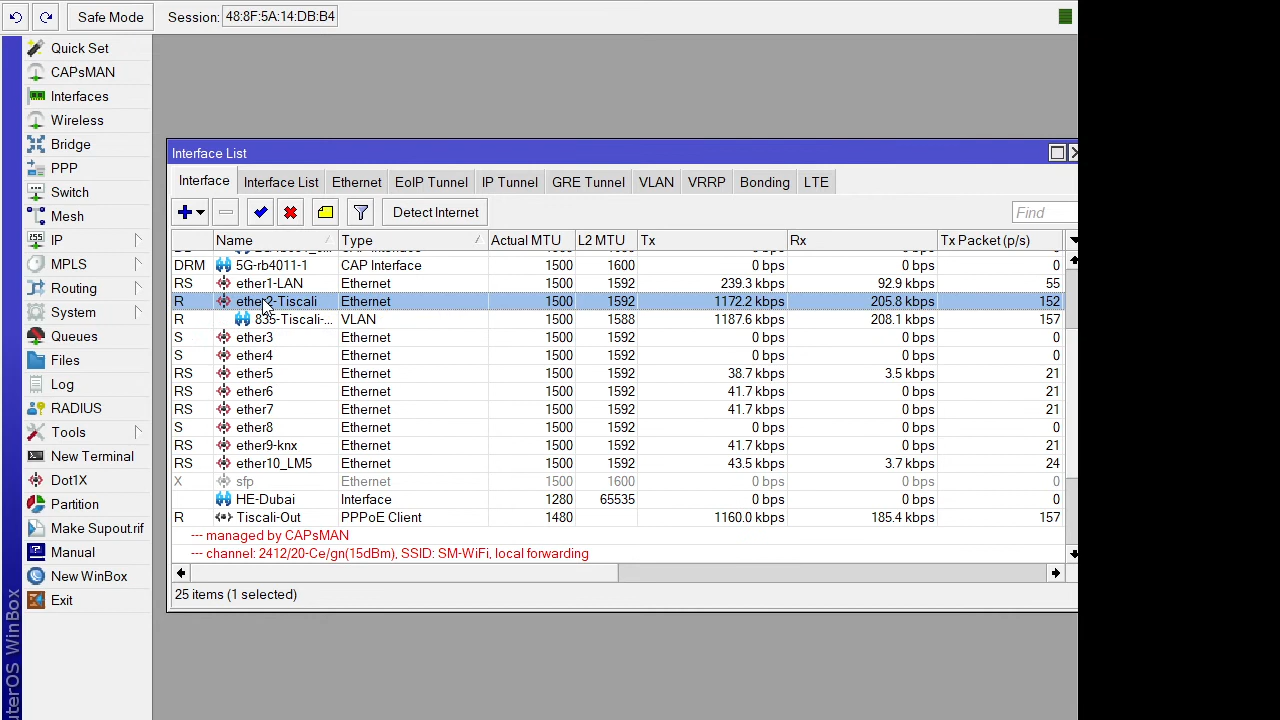 Safe Mode Session: 48:8F:5A:14:DB:B4
Quick Set
CAPsMAN
Interfaces
Wireless
Bridge
PPP
Switch
Mesh
IP
MPLS
Routing
System
Queues
Files
Log
RADIUS
Tools
New Terminal
Dot1X
Partition
Make Supout.rif
Manual
New WinBox
Exit
uterOS WinBox
Interface List
Interface Interface List Ethernet EoIP Tunnel IP Tunnel GRE Tunnel VLAN VRRP Bonding LTE
Detect Internet Find
Name Type Actual MTU L2 MTU Tx Rx Tx Packet (p/s)
DRM 5G-rb4011-1 CAP Interface 1500 1600 0 bps 0 bps 0
RS ether1-LAN Ethernet 1500 1592 239.3 kbps 92.9 kbps 55
R ether2-Tiscali Ethernet 1500 1592 1172.2 kbps 205.8 kbps 152
R 835-Tiscali-... VLAN 1500 1588 1187.6 kbps 208.1 kbps 157
S ether3 Ethernet 1500 1592 0 bps 0 bps 0
S ether4 Ethernet 1500 1592 0 bps 0 bps 0
RS ether5 Ethernet 1500 1592 38.7 kbps 3.5 kbps 21
RS ether6 Ethernet 1500 1592 41.7 kbps 0 bps 21
RS ether7 Ethernet 1500 1592 41.7 kbps 0 bps 21
S ether8 Ethernet 1500 1592 0 bps 0 bps 0
RS ether9-knx Ethernet 1500 1592 41.7 kbps 0 bps 21
RS ether10_LM5 Ethernet 1500 1592 43.5 kbps 3.7 kbps 24
X sfp Ethernet 1500 1600 0 bps 0 bps 0
HE-Dubai Interface 1280 65535 0 bps 0 bps 0
R Tiscali-Out PPPoE Client 1480 1160.0 kbps 185.4 kbps 157
--- managed by CAPsMAN
--- channel: 2412/20-Ce/gn(15dBm), SSID: SM-WiFi, local forwarding
25 items (1 selected)